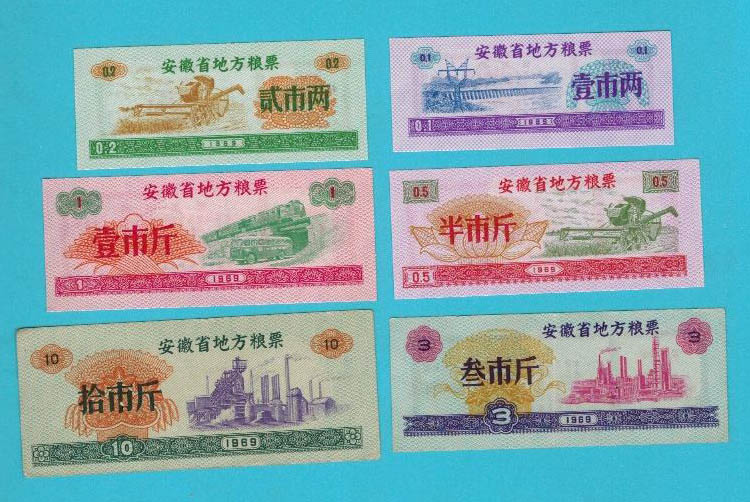 安徽省地方粮票
0.2 0.2
贰市两
0.2 1969
安徽省地方粮票
0.1 0.1
壹市两
0.1 1969
安徽省地方粮票
1 1
壹市斤
1 1969
安徽省地方粮票
0.5 0.5
半市斤
0.5 1969
安徽省地方粮票
10 10
拾市斤
10 1969
安徽省地方粮票
3 3
叁市斤
3 1969